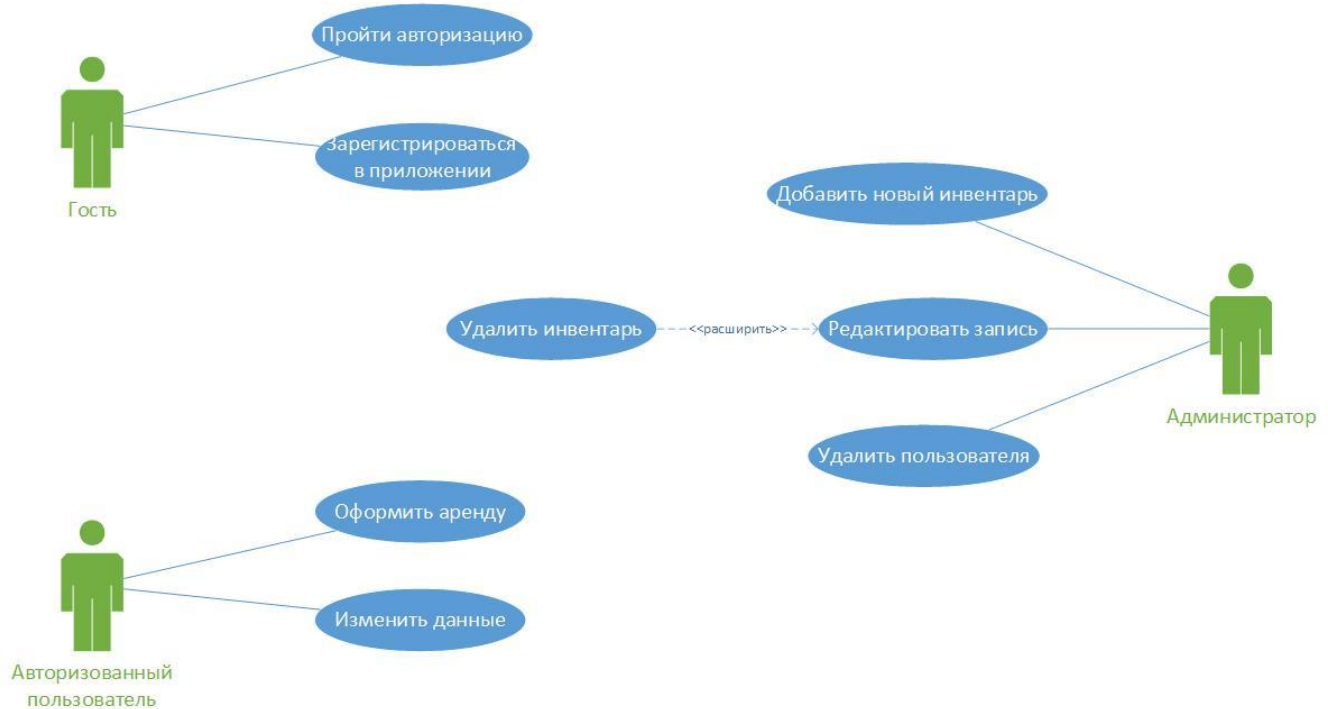 Пройти авторизацию
Зарегистрироваться
в приложении
Гость
Добавить новый инвентарь
Удалить инвентарь
<<расширить>>
Редактировать запись
Администратор
Удалить пользователя
Оформить аренду
Изменить данные
Авторизованный
пользователь